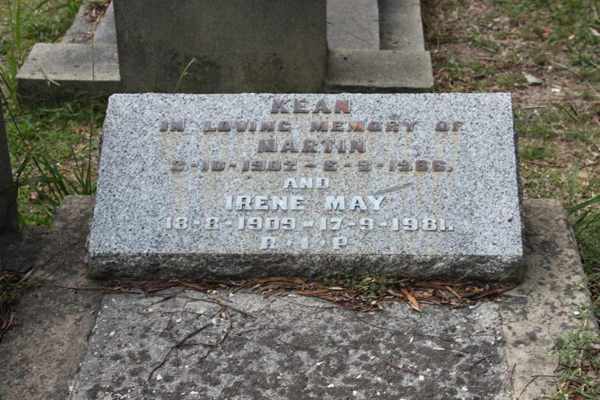 KEAN
IN LOVING MEMORY OF
MARTIN
3-10-1902 - 6-9-1966.
AND
IRENE MAY
18-8-1909 - 17-9-1981.
R·I·P